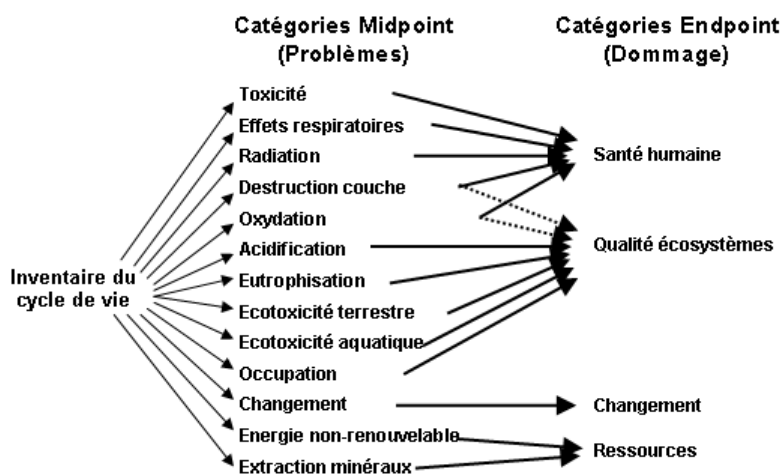 Catégories Midpoint
(Problèmes)
Catégories Endpoint
(Dommage)
Toxicité
Effets respiratoires
Radiation
Destruction couche
Oxydation
Acidification
Eutrophisation
Ecotoxicité terrestre
Ecotoxicité aquatique
Occupation
Changement
Energie non-renouvelable
Extraction minéraux
Inventaire du
cycle de vie
Santé humaine
Qualité écosystèmes
Changement
Ressources